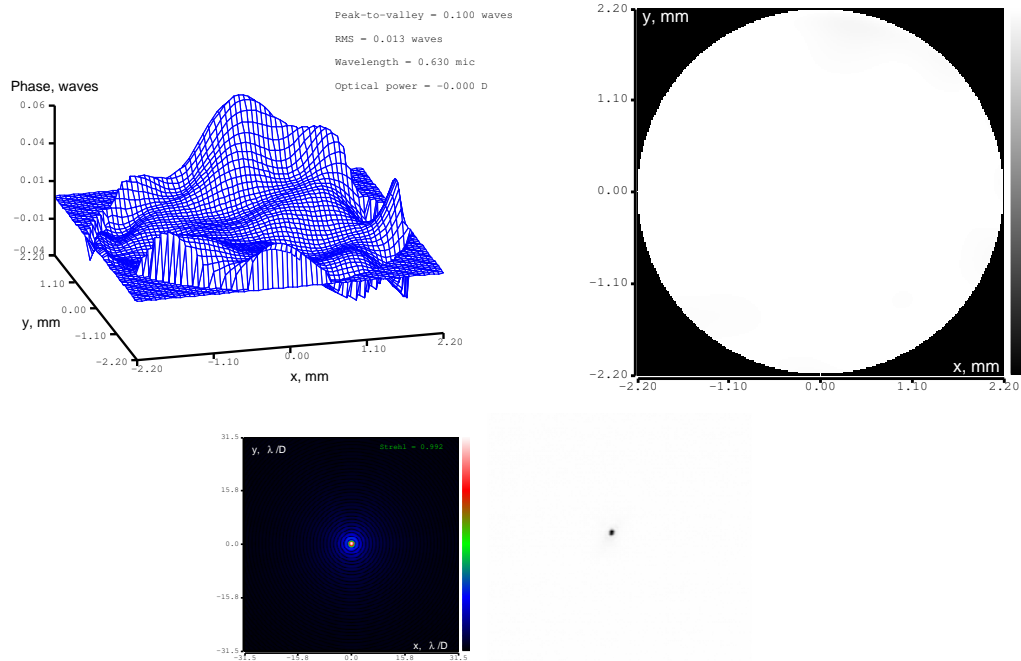 Peak-to-valley = 0.100 waves
RMS = 0.013 waves
Wavelength = 0.630 mic
Optical power = -0.000 D
Phase, waves
0.06
0.04
0.01
-0.01
-0.04
2.20
1.10
0.00
-1.10
-2.20
y, mm
-2.20
-1.10
0.00
1.10
2.20
x, mm
y, mm
2.20
1.10
0.00
-1.10
-2.20
x, mm
-2.20
-1.10
0.00
1.10
2.20
Strehl = 0.992
y, λ/D
31.5
15.8
0.0
-15.8
-31.5
x, λ/D
-31.5
-15.8
0.0
15.8
31.5